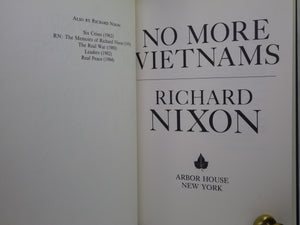 ALSO BY RICHARD NIXON
Six Crises (1962)
RN: The Memoirs of Richard Nixon (1978)
The Real War (1980)
Leaders (1982)
Real Peace (1984)
NO MORE
VIETNAMS
RICHARD
NIXON
ARBOR HOUSE
NEW YORK